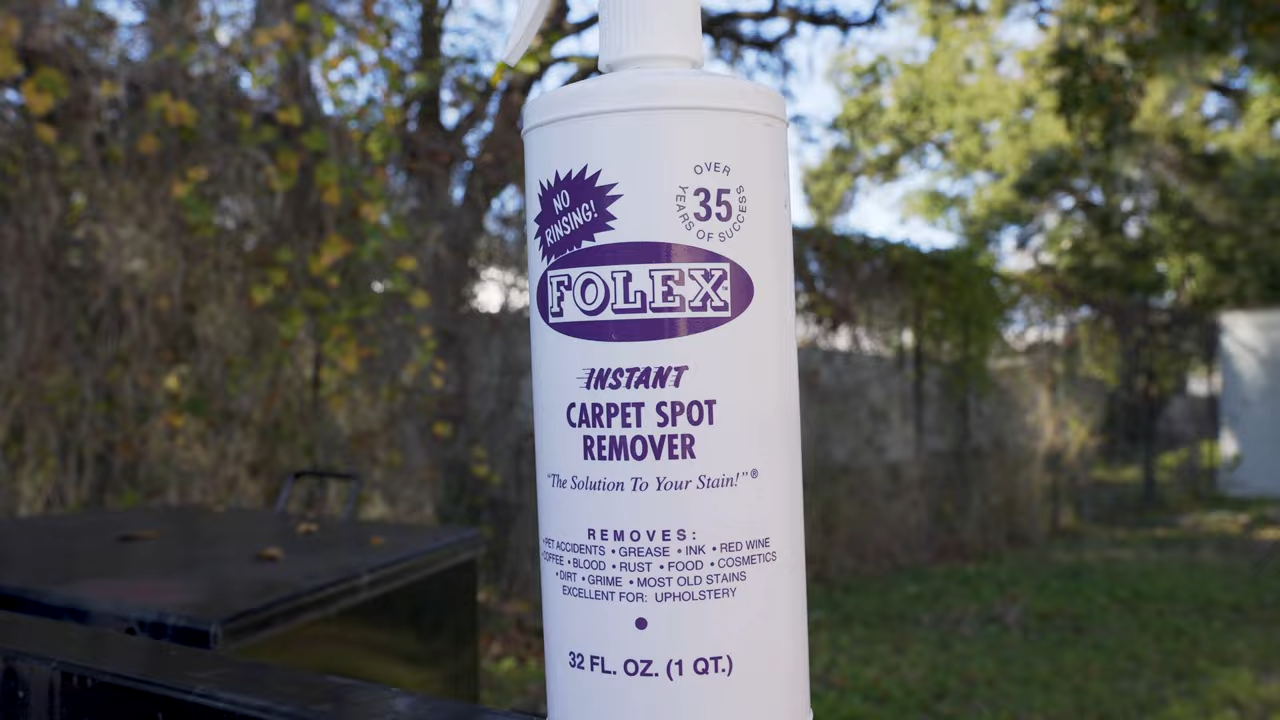 NO
RINSING!
OVER
35
YEARS OF SUCCESS
FOLEX™
INSTANT
CARPET SPOT
REMOVER
"The Solution To Your Stain!"®
REMOVES:
•PET ACCIDENTS • GREASE • INK • RED WINE
COFFEE • BLOOD • RUST • FOOD • COSMETICS
•DIRT • GRIME • MOST OLD STAINS
EXCELLENT FOR: UPHOLSTERY
32 FL. OZ. (1 QT.)